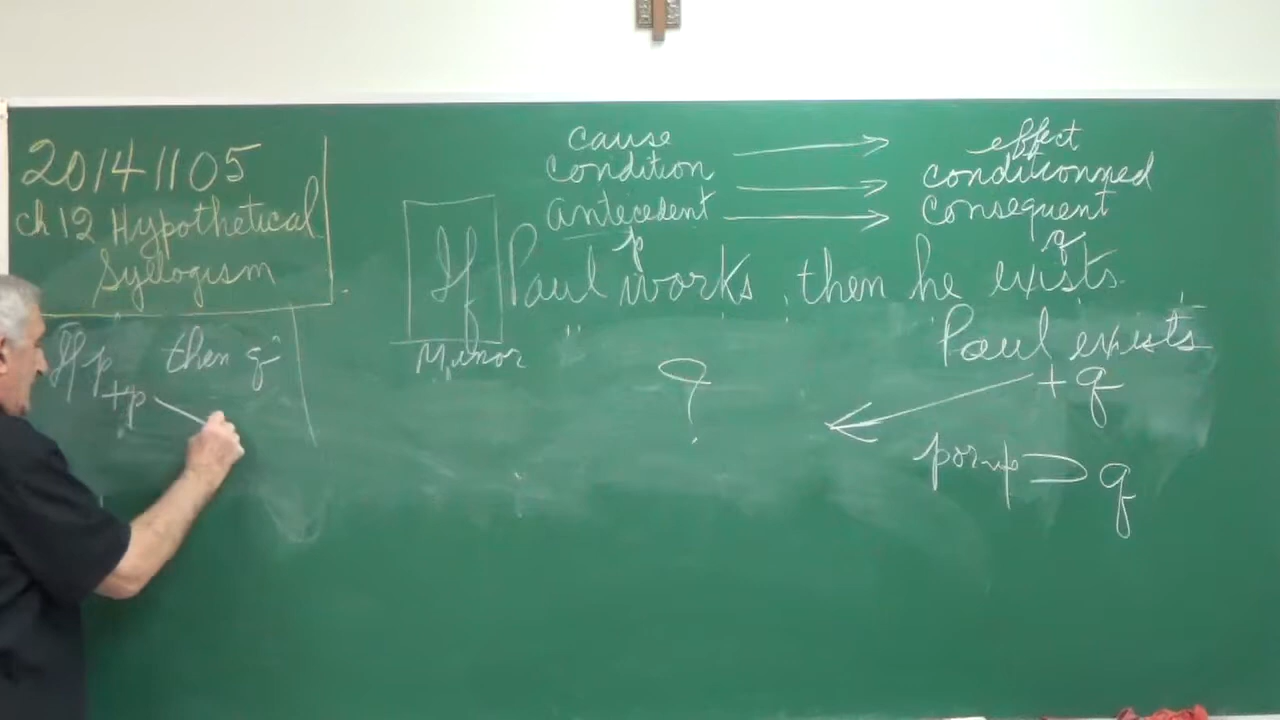 20141105
ch 12 Hypothetical
Syllogism
cause → effect
condition → conditionned
antecedent → consequent
p q
If Paul works, then he exists.
Minor
Paul exists
? + q
p or ~p ⊃ q
If p then q
+p